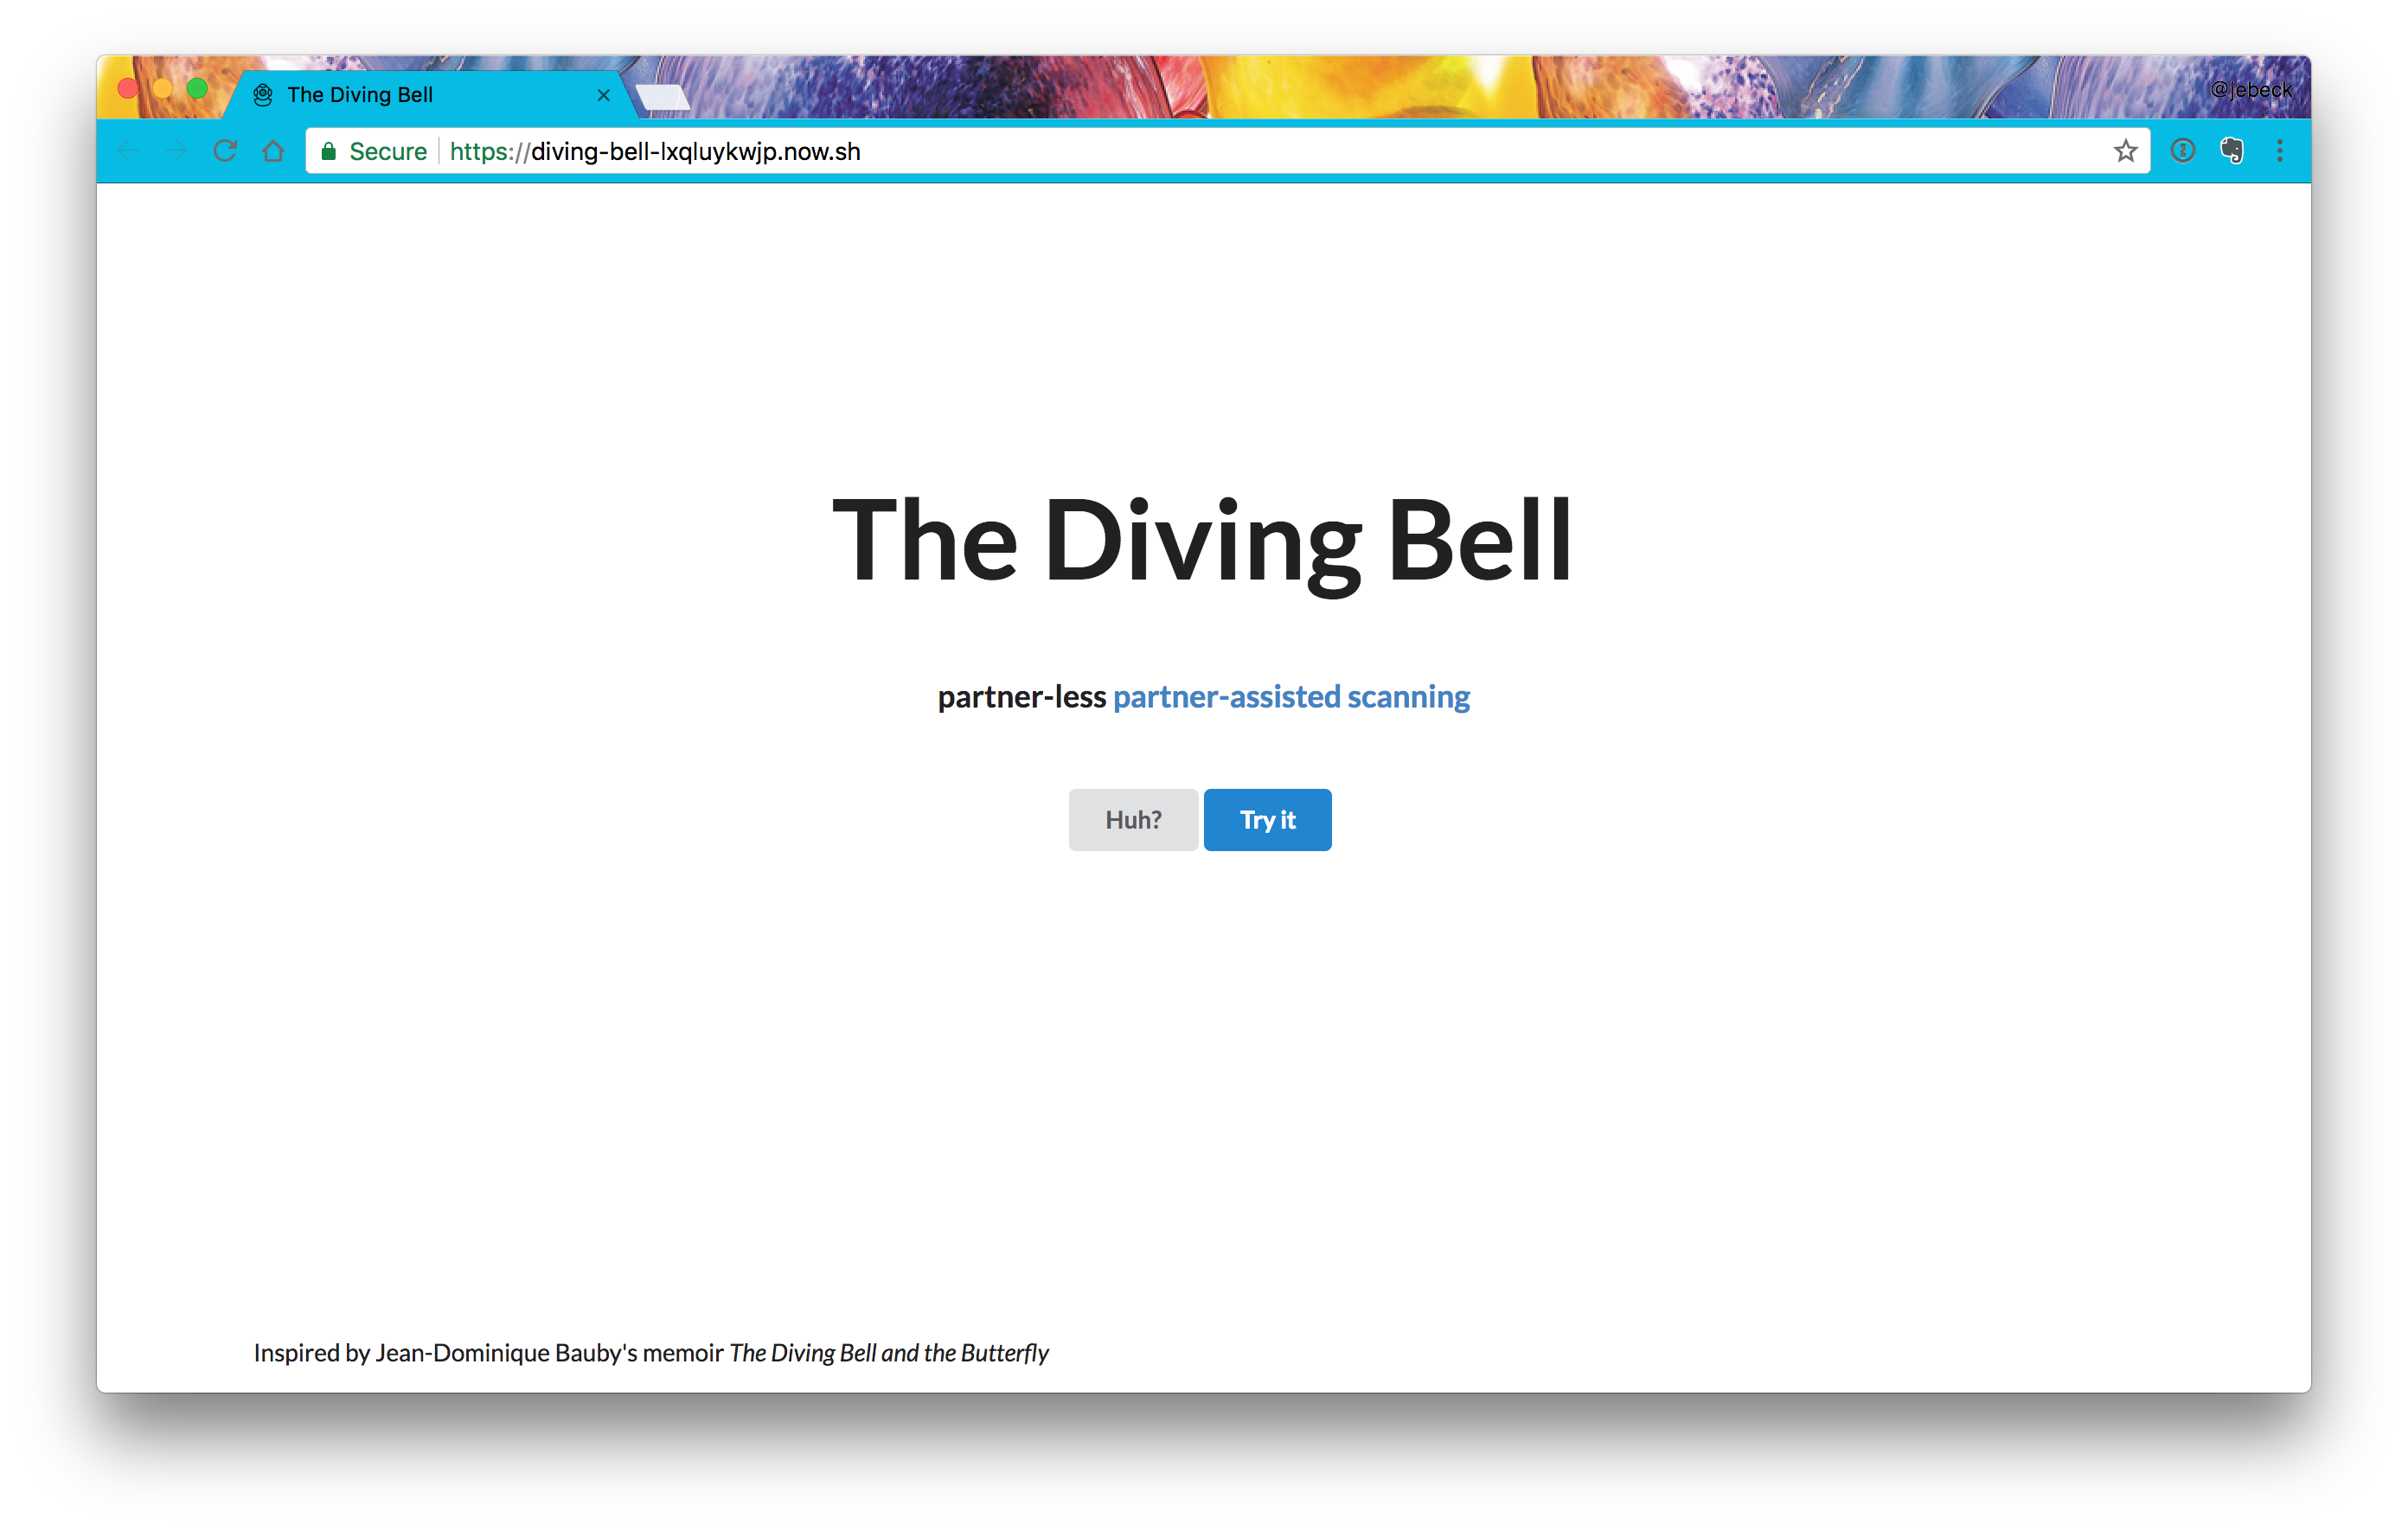 The Diving Bell
@jebeck
Secure https://diving-bell-lxqluykwjp.now.sh
The Diving Bell
partner-less partner-assisted scanning
Huh? Try it
Inspired by Jean-Dominique Bauby's memoir The Diving Bell and the Butterfly